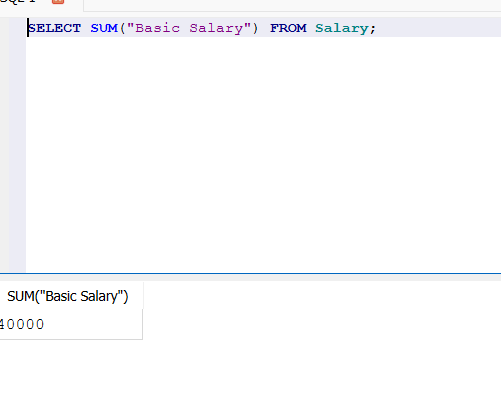 SELECT SUM("Basic Salary") FROM Salary;
SUM("Basic Salary")
40000